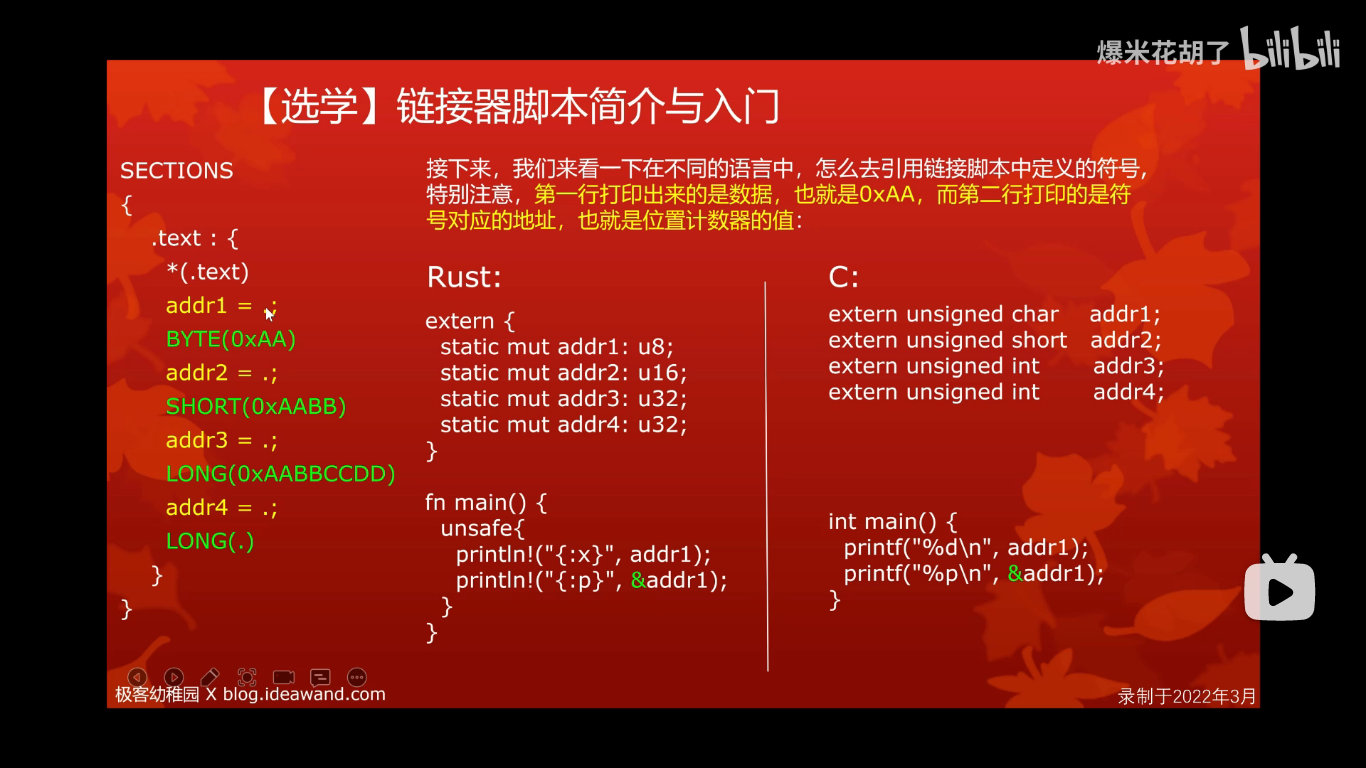 爆米花胡了 bilibili
【选学】链接器脚本简介与入门
SECTIONS
{
.text : {
*(.text)
addr1 = .;
BYTE(0xAA)
addr2 = .;
SHORT(0xAABB)
addr3 = .;
LONG(0xAABBCCDD)
addr4 = .;
LONG(.)
}
}
接下来，我们来看一下在不同的语言中，怎么去引用链接脚本中定义的符号，
特别注意，第一行打印出来的是数据，也就是0xAA，而第二行打印的是符
号对应的地址，也就是位置计数器的值：
Rust:
extern {
static mut addr1: u8;
static mut addr2: u16;
static mut addr3: u32;
static mut addr4: u32;
}
fn main() {
unsafe{
println!("{:x}", addr1);
println!("{:p}", &addr1);
}
}
C:
extern unsigned char addr1;
extern unsigned short addr2;
extern unsigned int addr3;
extern unsigned int addr4;
int main() {
printf("%d\n", addr1);
printf("%p\n", &addr1);
}
极客幼稚园 X blog.ideawand.com
录制于2022年3月